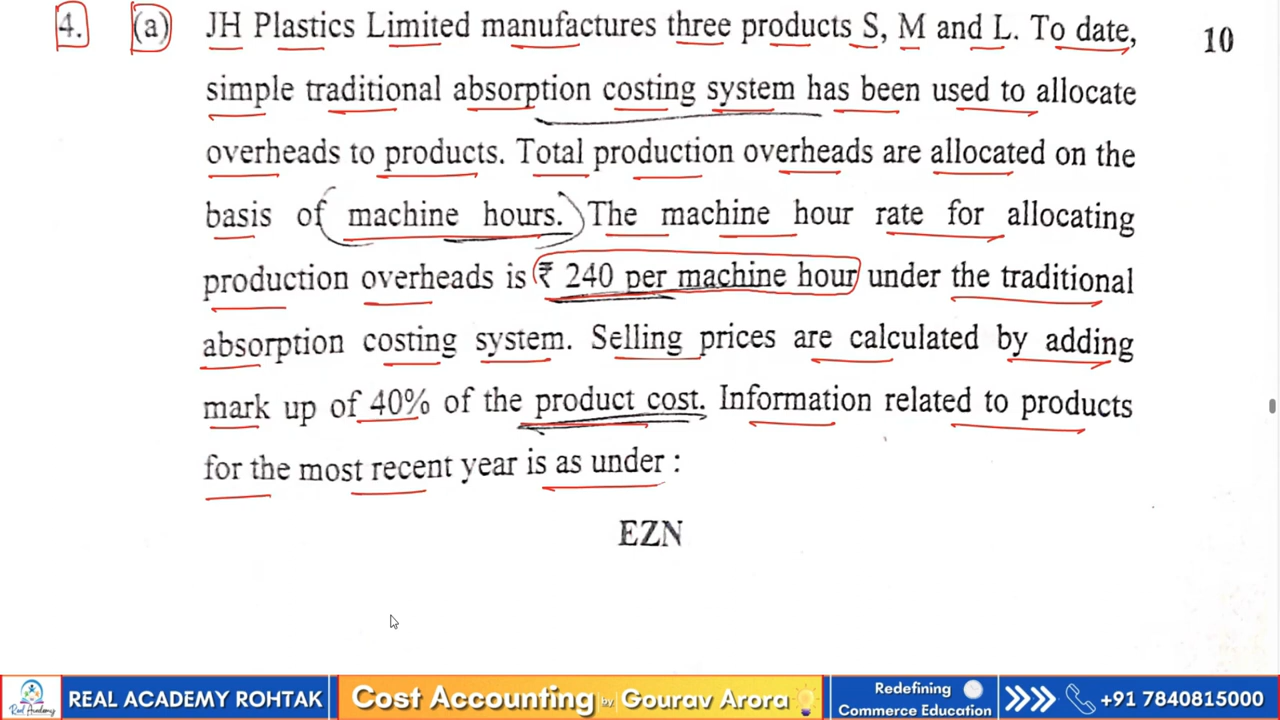 4. (a) JH Plastics Limited manufactures three products S, M and L. To date, 10
simple traditional absorption costing system has been used to allocate
overheads to products. Total production overheads are allocated on the
basis of machine hours. The machine hour rate for allocating
production overheads is ₹ 240 per machine hour under the traditional
absorption costing system. Selling prices are calculated by adding
mark up of 40% of the product cost. Information related to products
for the most recent year is as under :
EZN
Real Academy
REAL ACADEMY ROHTAK
Cost Accounting by Gourav Arora
Redefining
Commerce Education
+91 7840815000